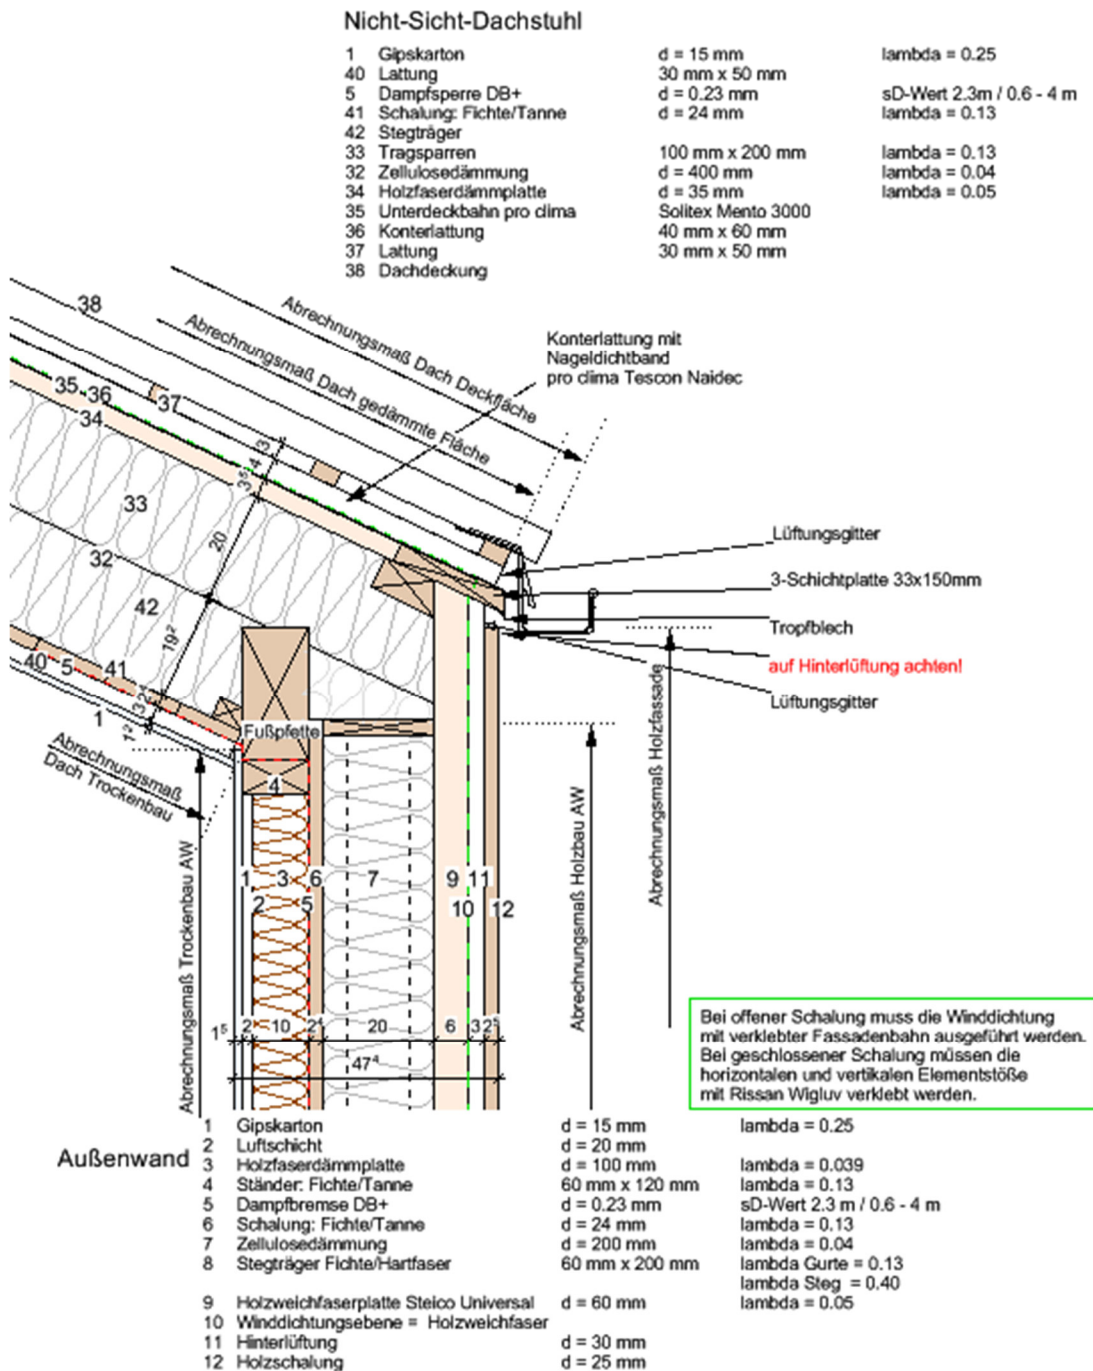 Nicht-Sicht-Dachstuhl
1 Gipskarton d = 15 mm lambda = 0.25
40 Lattung 30 mm x 50 mm
5 Dampfsperre DB+ d = 0.23 mm sD-Wert 2.3m / 0.6 - 4 m
41 Schalung: Fichte/Tanne d = 24 mm lambda = 0.13
42 Stegträger
33 Tragsparren 100 mm x 200 mm lambda = 0.13
32 Zellulosedämmung d = 400 mm lambda = 0.04
34 Holzfaserdämmplatte d = 35 mm lambda = 0.05
35 Unterdeckbahn pro clima Solitex Mento 3000
36 Konterlattung 40 mm x 60 mm
37 Lattung 30 mm x 50 mm
38 Dachdeckung
Abrechnungsmaß Dach Deckfläche
Abrechnungsmaß Dach gedämmte Fläche
Konterlattung mit
Nageldichtband
pro clima Tescon Naidec
38
35 36 37
34
3⁵ 4 3
33
20
32
42
19²
40 5 41
3 2⁴
1
1²
Lüftungsgitter
3-Schichtplatte 33x150mm
Tropfblech
auf Hinterlüftung achten!
Lüftungsgitter
Fußpfette
4
Abrechnungsmaß
Dach Trockenbau
Abrechnungsmaß Trockenbau AW
Abrechnungsmaß Holzbau AW
Abrechnungsmaß Holzfassade
1 3 6 7 9 11
2 5 10 12
1⁵ 2 10 2⁴ 20 6 3 2⁵
47⁴
Bei offener Schalung muss die Winddichtung
mit verklebter Fassadenbahn ausgeführt werden.
Bei geschlossener Schalung müssen die
horizontalen und vertikalen Elementstöße
mit Rissan Wigluv verklebt werden.
Außenwand
1 Gipskarton d = 15 mm lambda = 0.25
2 Luftschicht d = 20 mm
3 Holzfaserdämmplatte d = 100 mm lambda = 0.039
4 Ständer: Fichte/Tanne 60 mm x 120 mm lambda = 0.13
5 Dampfbremse DB+ d = 0.23 mm sD-Wert 2.3 m / 0.6 - 4 m
6 Schalung: Fichte/Tanne d = 24 mm lambda = 0.13
7 Zellulosedämmung d = 200 mm lambda = 0.04
8 Stegträger Fichte/Hartfaser 60 mm x 200 mm lambda Gurte = 0.13
lambda Steg = 0.40
9 Holzweichfaserplatte Steico Universal d = 60 mm lambda = 0.05
10 Winddichtungsebene = Holzweichfaser
11 Hinterlüftung d = 30 mm
12 Holzschalung d = 25 mm